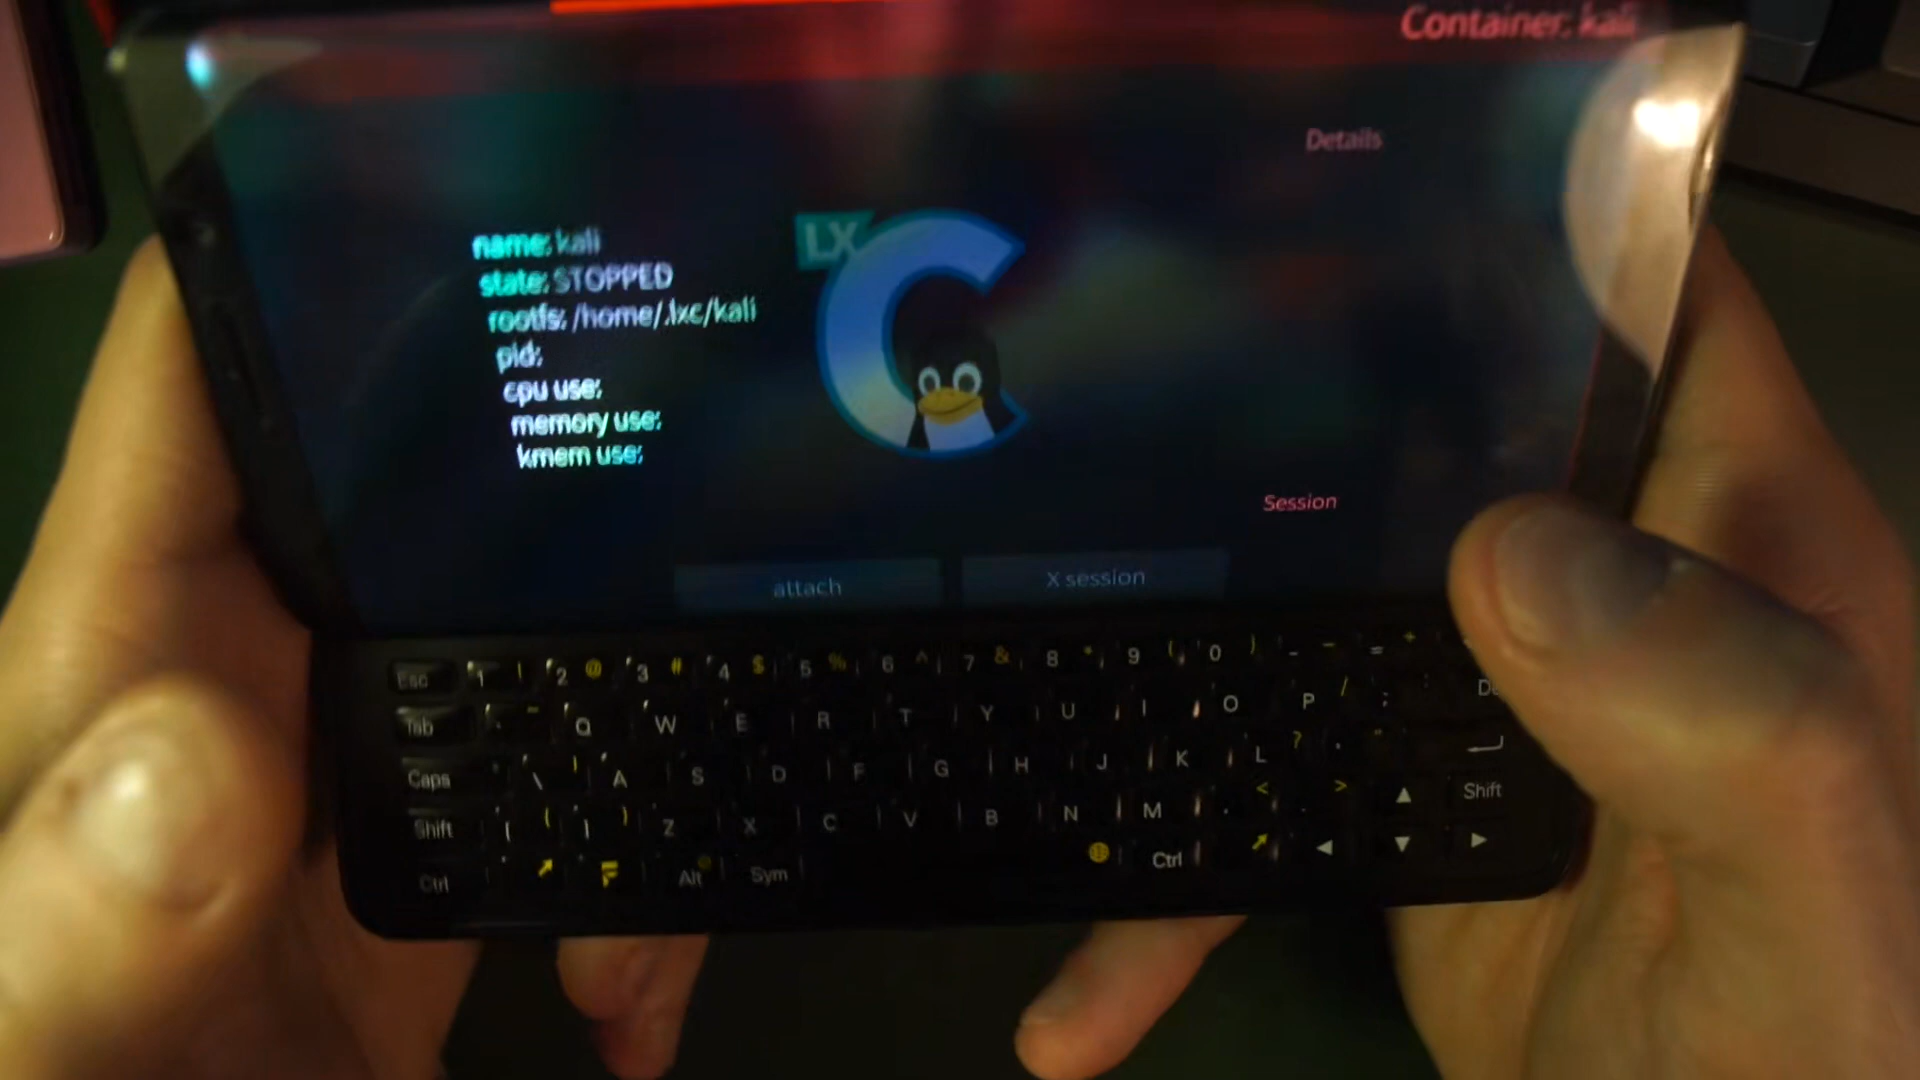 Container: kali
Details
name: kali
state: STOPPED
rootfs: /home/.lxc/kali
pid:
cpu use:
memory use:
kmem use:
LX
Session
attach
X session
Esc 1 ! 2 @ 3 # 4 $ 5 % 6 ^ 7 & 8 * 9 ( 0 ) - _ = +
Tab Q W E R T Y U I O P / ;
Caps \ | A S D F G H J K L ?
Shift [ { ] } Z X C V B N M , < . > ▲ Shift
Ctrl Alt Sym Ctrl ◀ ▼ ▶